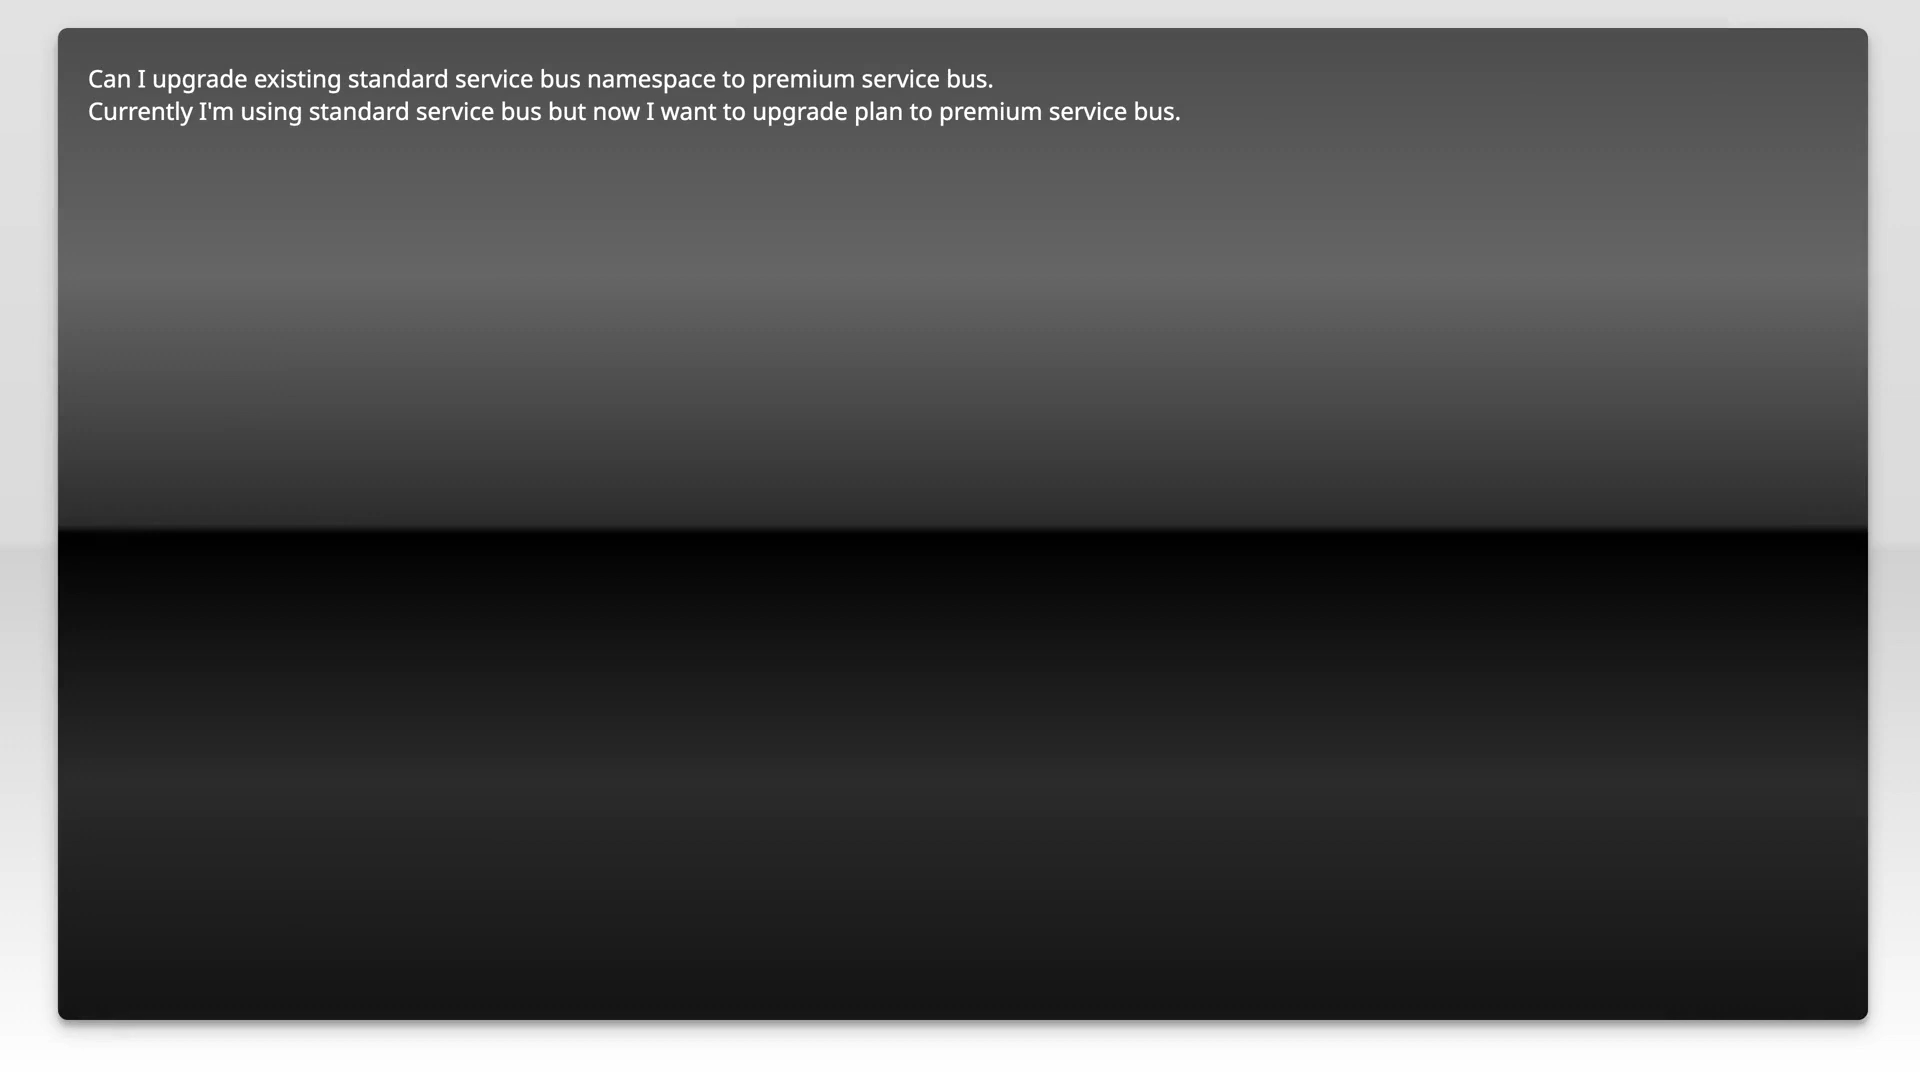 Can I upgrade existing standard service bus namespace to premium service bus.
Currently I'm using standard service bus but now I want to upgrade plan to premium service bus.